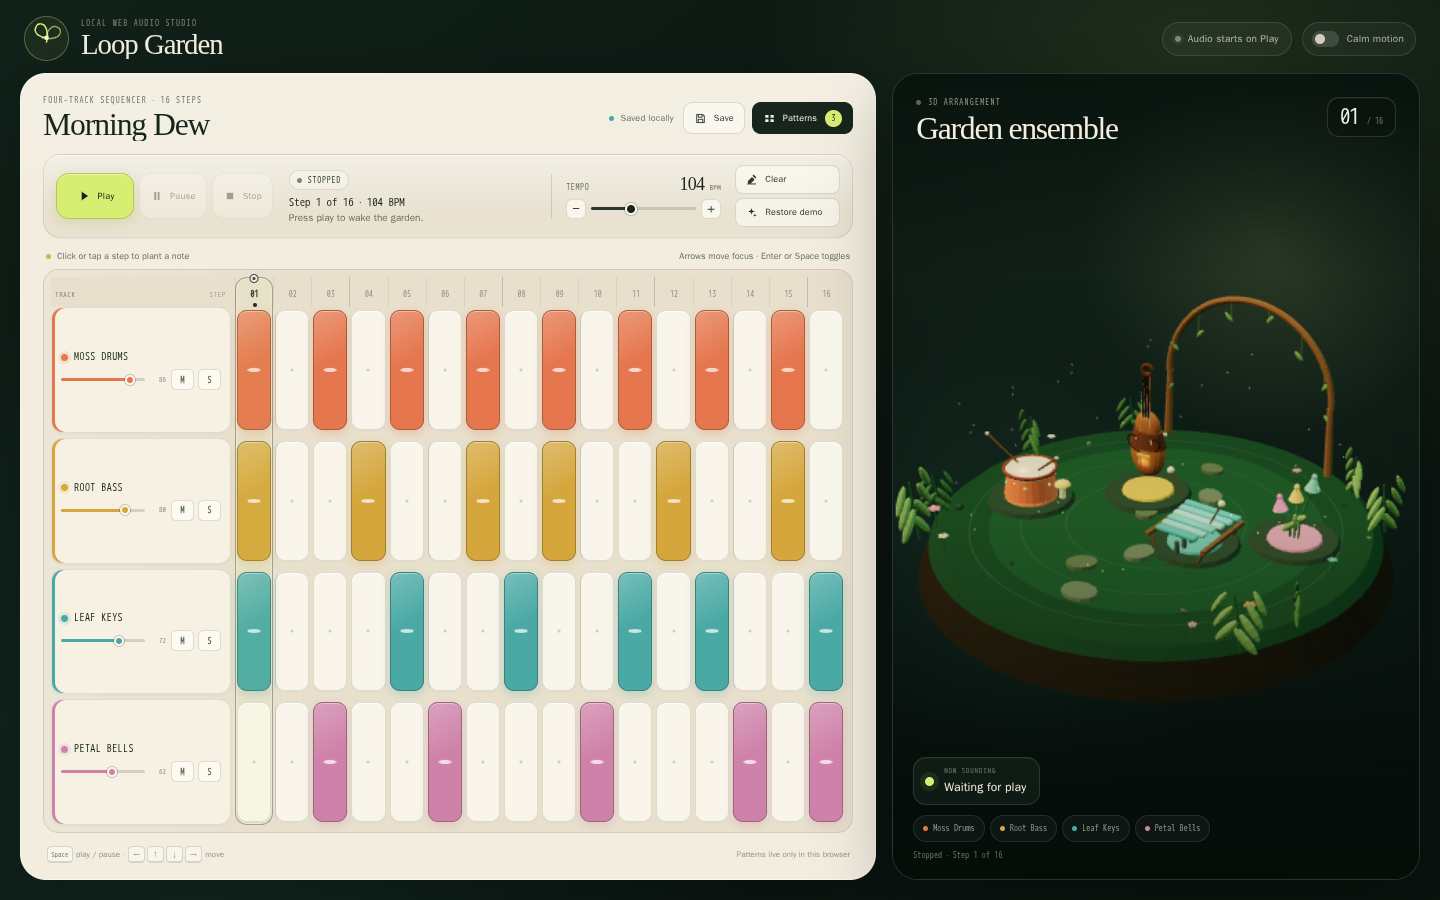 LOCAL WEB AUDIO STUDIO
Loop Garden
Audio starts on Play
Calm motion
FOUR-TRACK SEQUENCER · 16 STEPS
Morning Dew
Saved locally
Save
Patterns 3
Play
Pause
Stop
STOPPED
Step 1 of 16 · 104 BPM
Press play to wake the garden.
TEMPO
104 BPM
− +
Clear
Restore demo
Click or tap a step to plant a note
Arrows move focus · Enter or Space toggles
TRACK STEP 01 02 03 04 05 06 07 08 09 10 11 12 13 14 15 16
MOSS DRUMS
86 M S
ROOT BASS
80 M S
LEAF KEYS
72 M S
PETAL BELLS
62 M S
Space play / pause · ← ↑ ↓ → move
Patterns live only in this browser
3D ARRANGEMENT
Garden ensemble
01 / 16
NOW SOUNDING
Waiting for play
Moss Drums Root Bass Leaf Keys Petal Bells
Stopped · Step 1 of 16